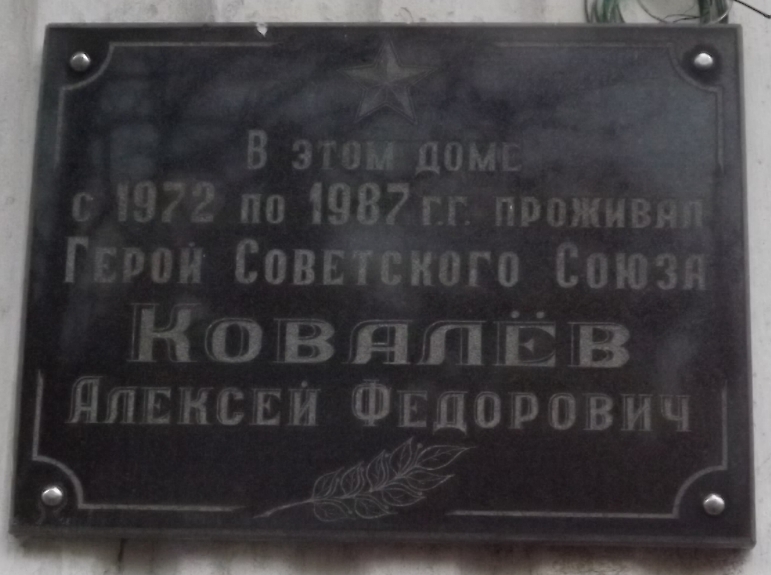 В этом доме
с 1972 по 1987 г.г. проживал
Герой Советского Союза
Ковалёв
Алексей Федорович